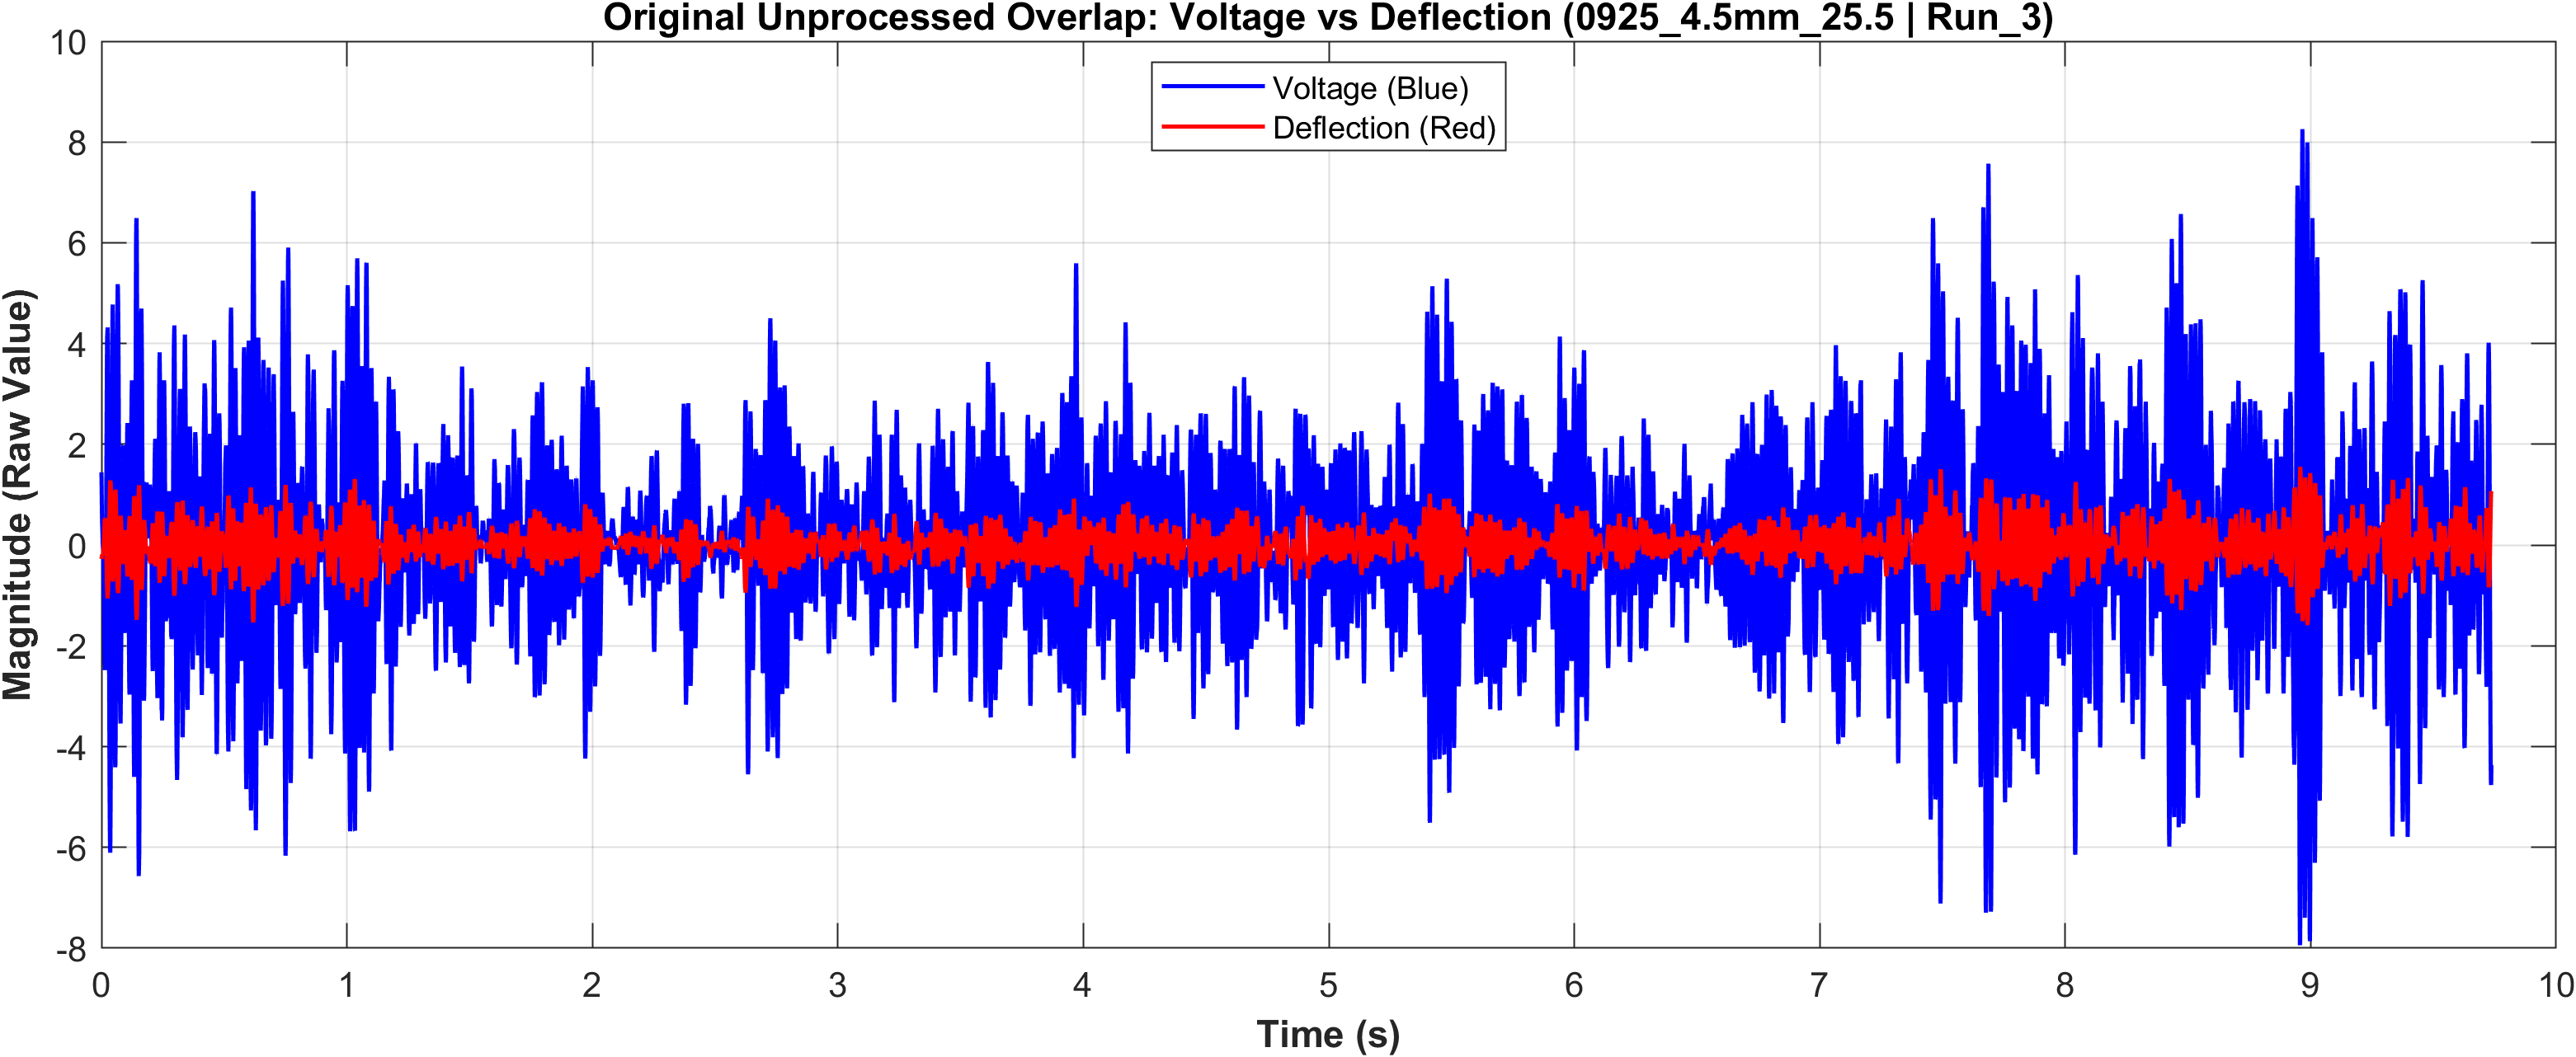 Original Unprocessed Overlap: Voltage vs Deflection (0925_4.5mm_25.5 | Run_3)
Voltage (Blue)
Deflection (Red)
Magnitude (Raw Value)
10
8
6
4
2
0
-2
-4
-6
-8
0 1 2 3 4 5 6 7 8 9 10
Time (s)